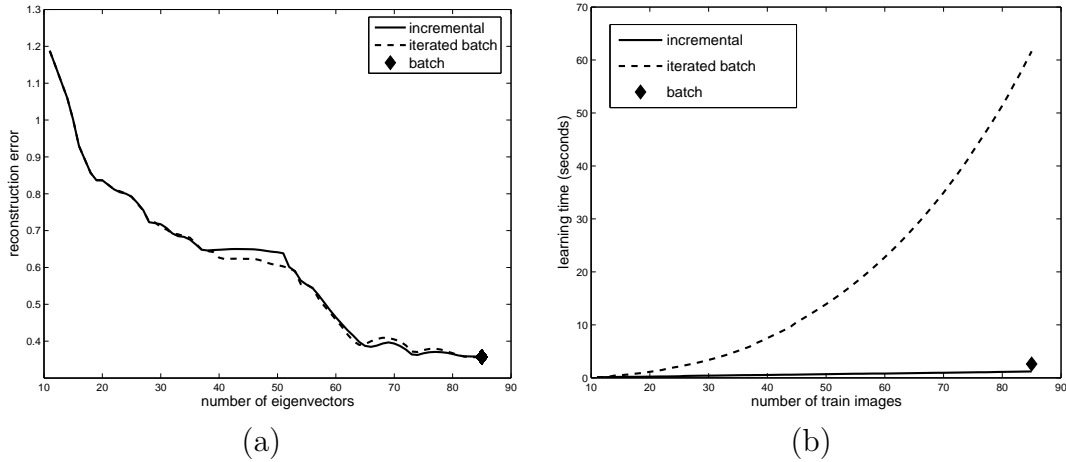 1.3
1.2
1.1
1
0.9
0.8
0.7
0.6
0.5
0.4
reconstruction error
10 20 30 40 50 60 70 80 90
number of eigenvectors
incremental
iterated batch
batch
(a)
70
60
50
40
30
20
10
0
learning time (seconds)
10 20 30 40 50 60 70 80 90
number of train images
incremental
iterated batch
batch
(b)